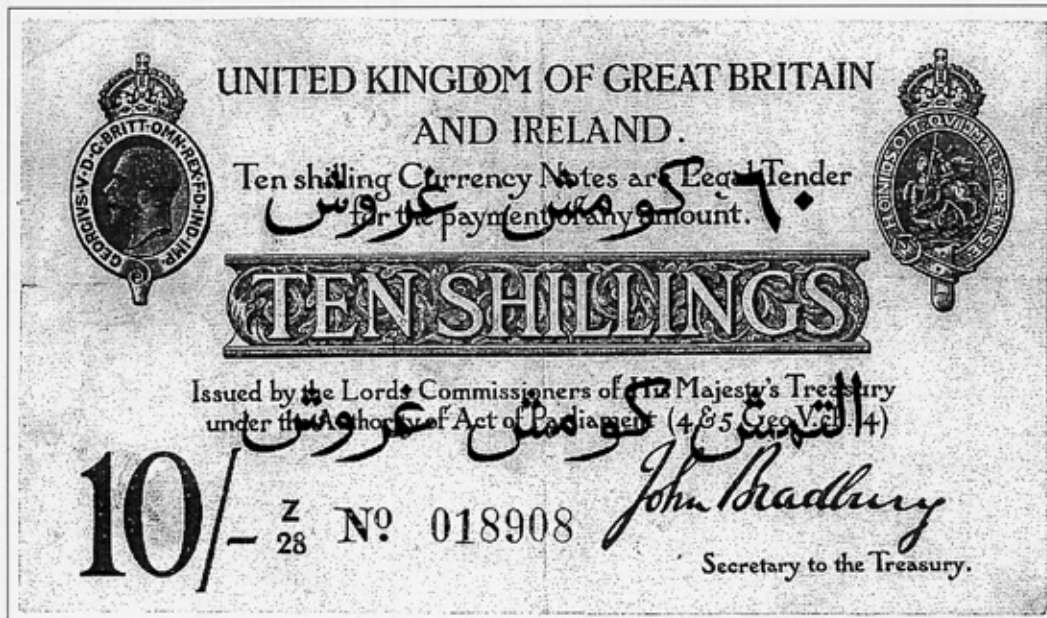 UNITED KINGDOM OF GREAT BRITAIN
AND IRELAND.
GEORGIVS·V·D·G·BRITT·OMN·REX·F·D·IND·IMP·
HONI·SOIT·QVI·MAL·Y·PENSE
Ten shilling Currency Notes are Legal Tender
٦٠ كومش غروش
for the payment of any amount.
TEN SHILLINGS
Issued by the Lords Commissioners of His Majesty's Treasury
under the Authority of Act of Parliament (4 & 5 Geo. V. ch. 14)
التمش كومش غروش
10/- Z
28 Nº 018908
John Bradbury
Secretary to the Treasury.